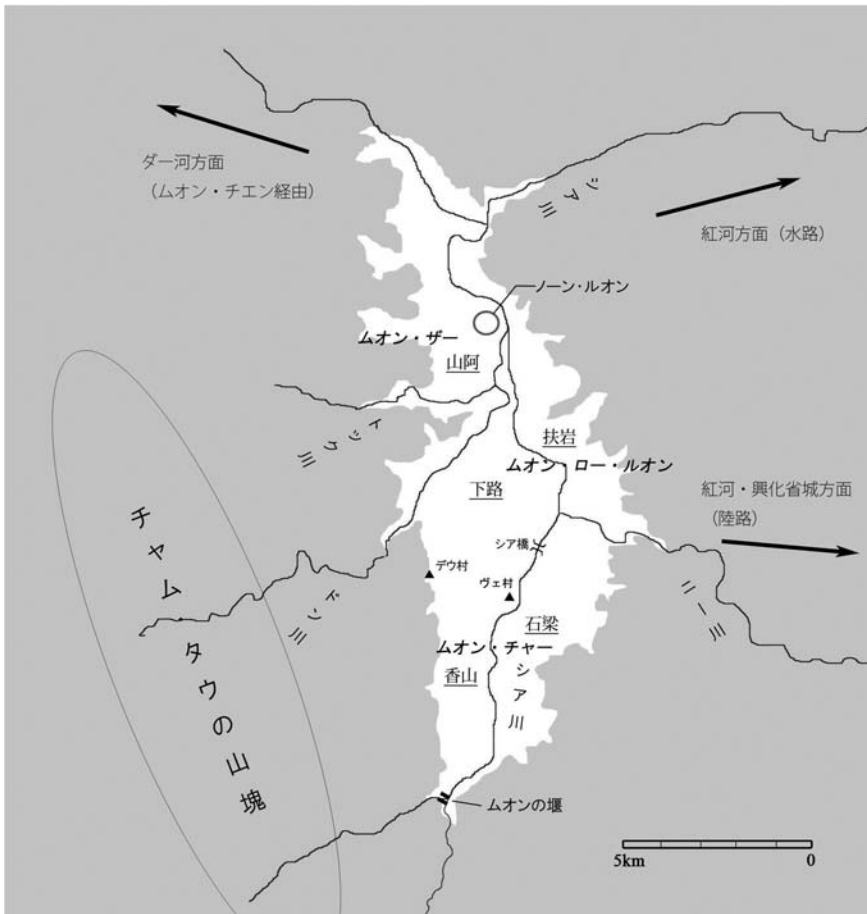 ダー河方面
（ムオン・チエン経由）
シア川
紅河方面（水路）
ノーン・ルオン
ムオン・ザー
山阿
トック川
扶岩
ムオン・ロー・ルオン
下路
紅河・興化省城方面
（陸路）
チャム
タウの山塊
シア橋
デウ村
ヴェ村
ドン川
ニー川
石梁
ムオン・チャー
香山
シア川
ムオンの堰
5km
0